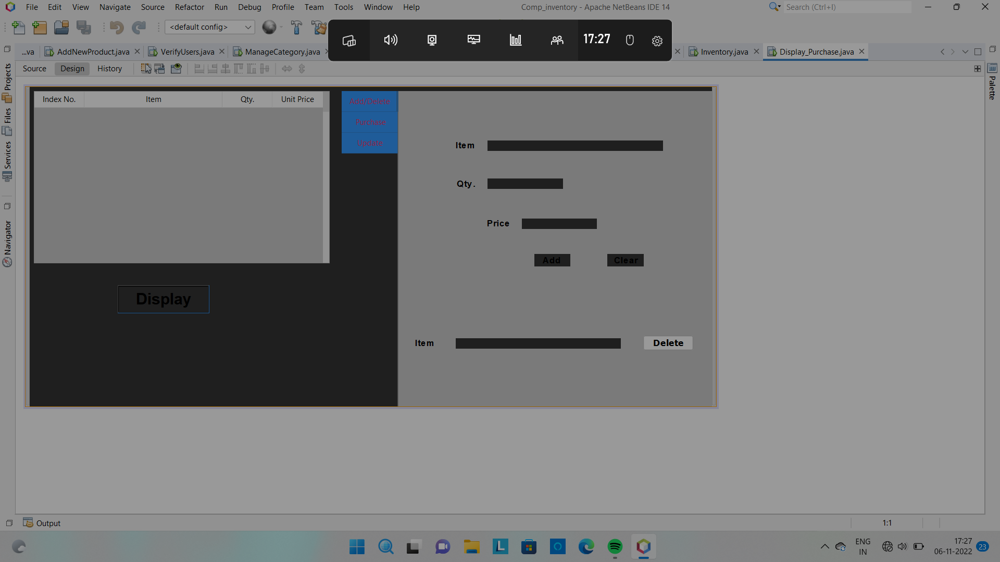 File Edit View Navigate Source Refactor Run Debug Profile Team Tools Window Help
Comp_inventory - Apache NetBeans IDE 14
Search (Ctrl+I)
<default config>
17:27
...va
AddNewProduct.java
VerifyUsers.java
ManageCategory.java
Inventory.java
Display_Purchase.java
Source Design History
Projects
Files
Services
Navigator
Palette
Index No. Item Qty. Unit Price
Add/Delete
Purchase
Update
Item
Qty.
Price
Add Clear
Display
Item Delete
Output
1:1
L
ENG
IN
17:27
06-11-2022
23